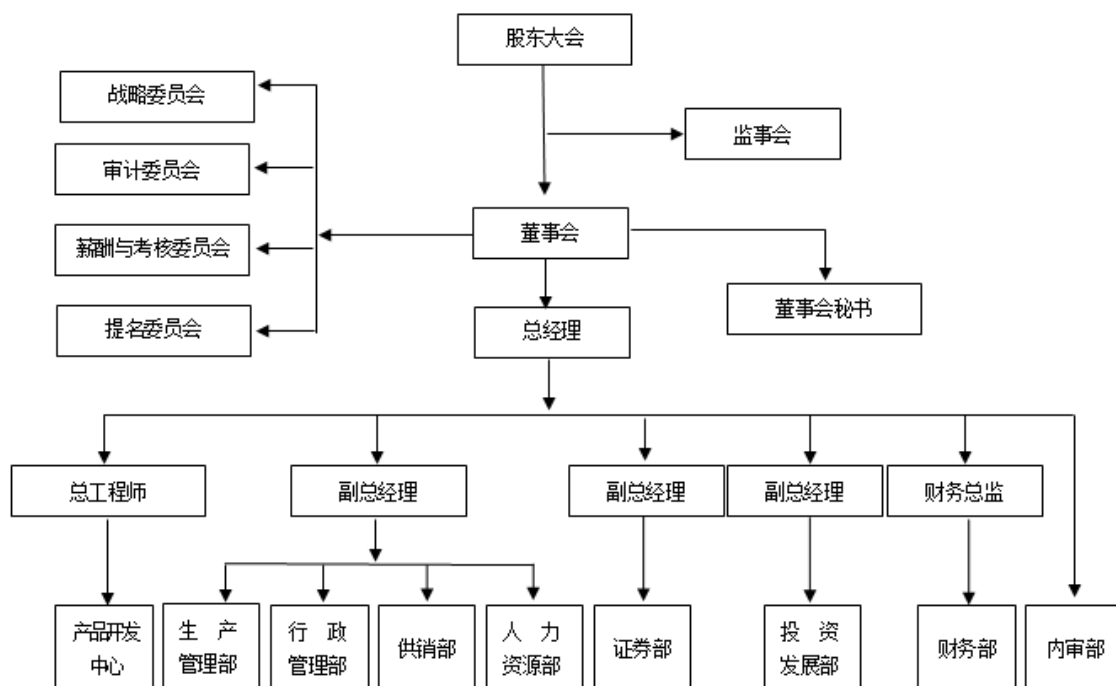 股东大会
战略委员会
监事会
审计委员会
董事会
薪酬与考核委员会
董事会秘书
提名委员会
总经理
总工程师
副总经理
副总经理
副总经理
财务总监
产品开发
中心
生 产
管理部
行 政
管理部
供销部
人 力
资源部
证券部
投 资
发展部
财务部
内审部